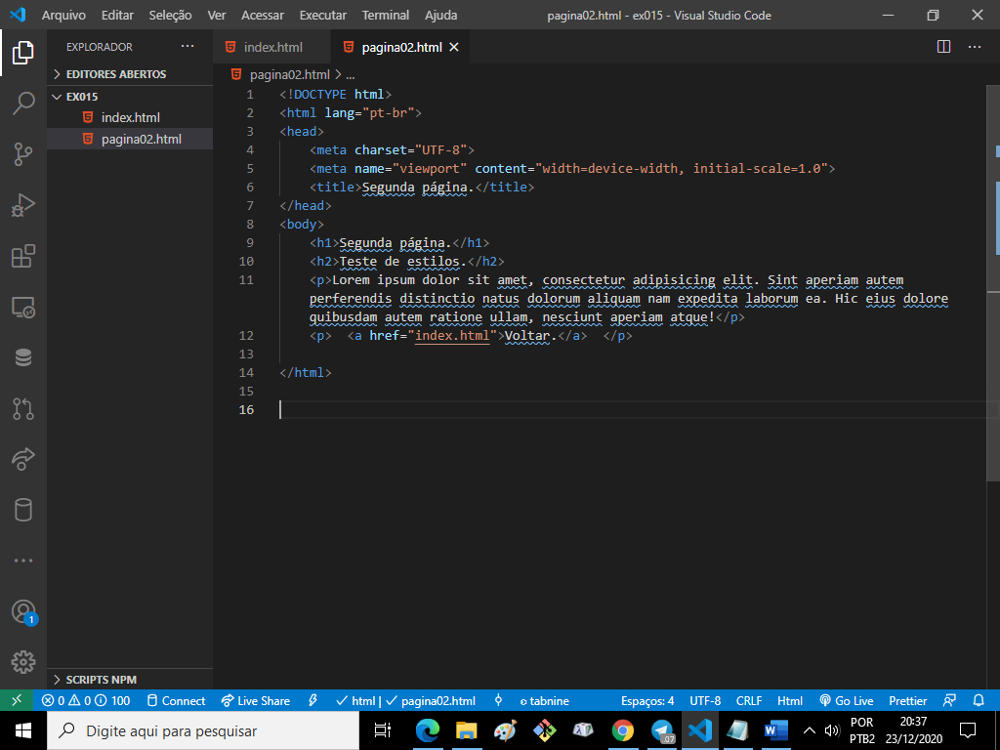 Arquivo Editar Seleção Ver Acessar Executar Terminal Ajuda pagina02.html - ex015 - Visual Studio Code
EXPLORADOR ...
EDITORES ABERTOS
EX015
index.html
pagina02.html
index.html pagina02.html
pagina02.html > ...
1 <!DOCTYPE html>
2 <html lang="pt-br">
3 <head>
4 <meta charset="UTF-8">
5 <meta name="viewport" content="width=device-width, initial-scale=1.0">
6 <title>Segunda página.</title>
7 </head>
8 <body>
9 <h1>Segunda página.</h1>
10 <h2>Teste de estilos.</h2>
11 <p>Lorem ipsum dolor sit amet, consectetur adipisicing elit. Sint aperiam autem
perferendis distinctio natus dolorum aliquam nam expedita laborum ea. Hic eius dolore
quibusdam autem ratione ullam, nesciunt aperiam atque!</p>
12 <p> <a href="index.html">Voltar.</a> </p>
13
14 </html>
15
16
1
SCRIPTS NPM
0 0 100 Connect Live Share html | pagina02.html tabnine Espaços: 4 UTF-8 CRLF Html Go Live Prettier
Digite aqui para pesquisar
.07
POR
PTB2
20:37
23/12/2020